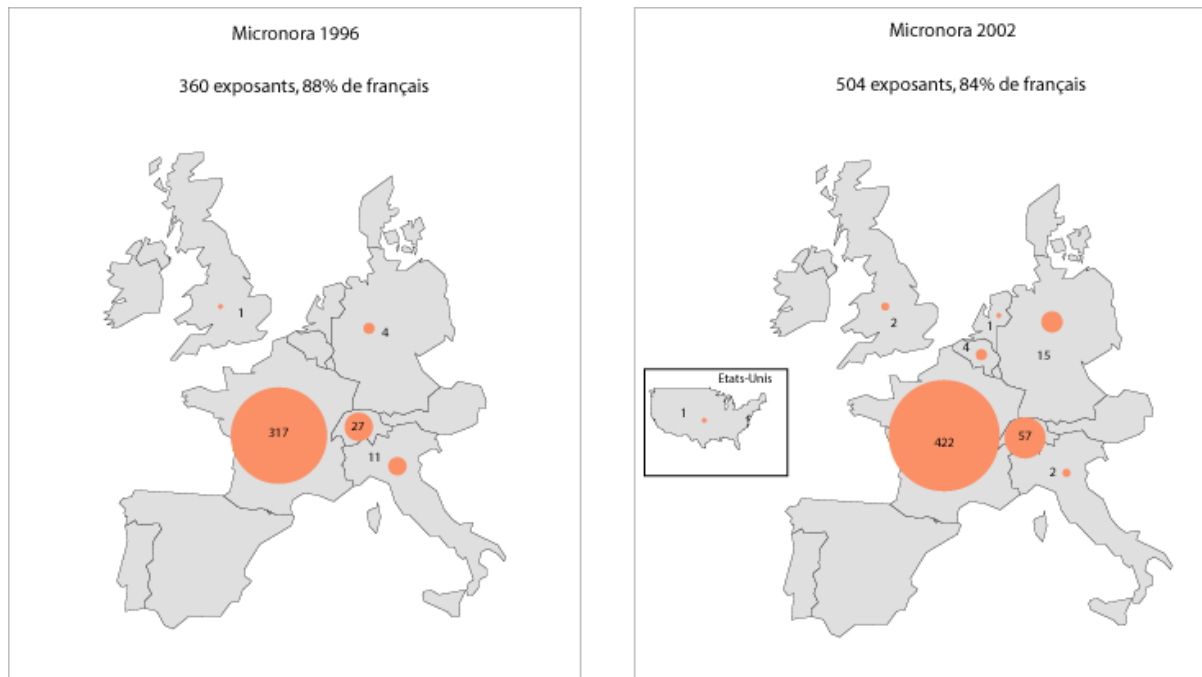 Micronora 1996
360 exposants, 88% de français
1
4
317
27
11
Micronora 2002
504 exposants, 84% de français
2
1
4
15
Etats-Unis
1
422
57
2